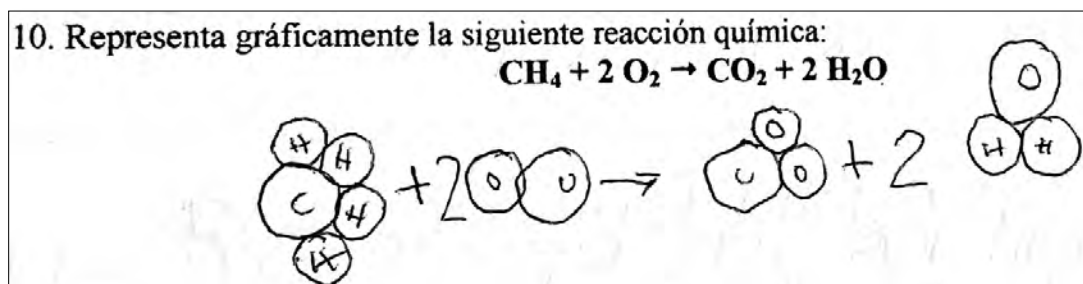 10. Representa gráficamente la siguiente reacción química:
CH₄ + 2 O₂ → CO₂ + 2 H₂O
H H C H H + 2 O O → C O O + 2 O H H